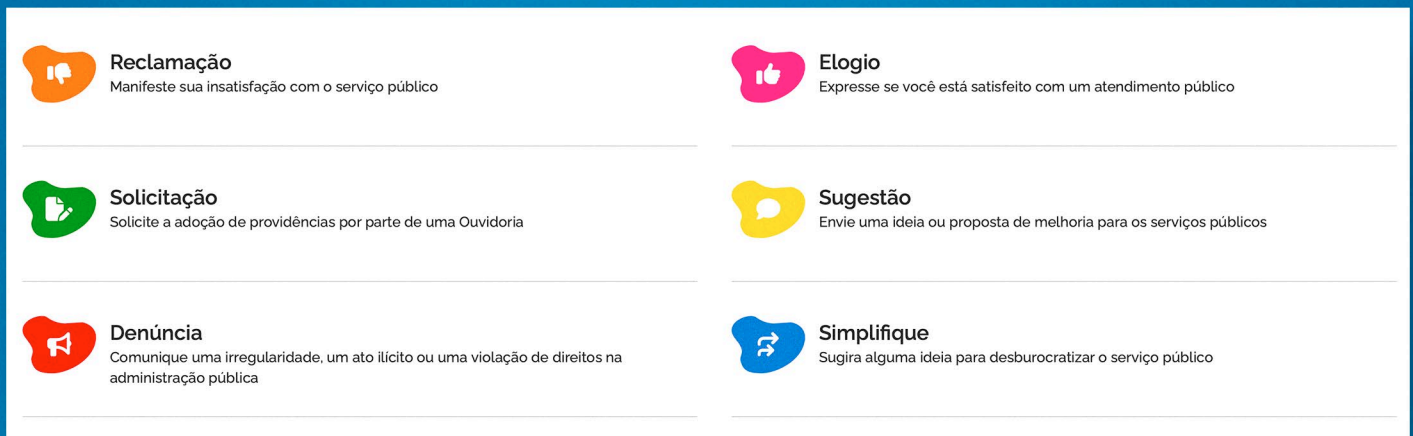 Reclamação
Manifeste sua insatisfação com o serviço público
Elogio
Expresse se você está satisfeito com um atendimento público
Solicitação
Solicite a adoção de providências por parte de uma Ouvidoria
Sugestão
Envie uma ideia ou proposta de melhoria para os serviços públicos
Denúncia
Comunique uma irregularidade, um ato ilícito ou uma violação de direitos na
administração pública
Simplifique
Sugira alguma ideia para desburocratizar o serviço público